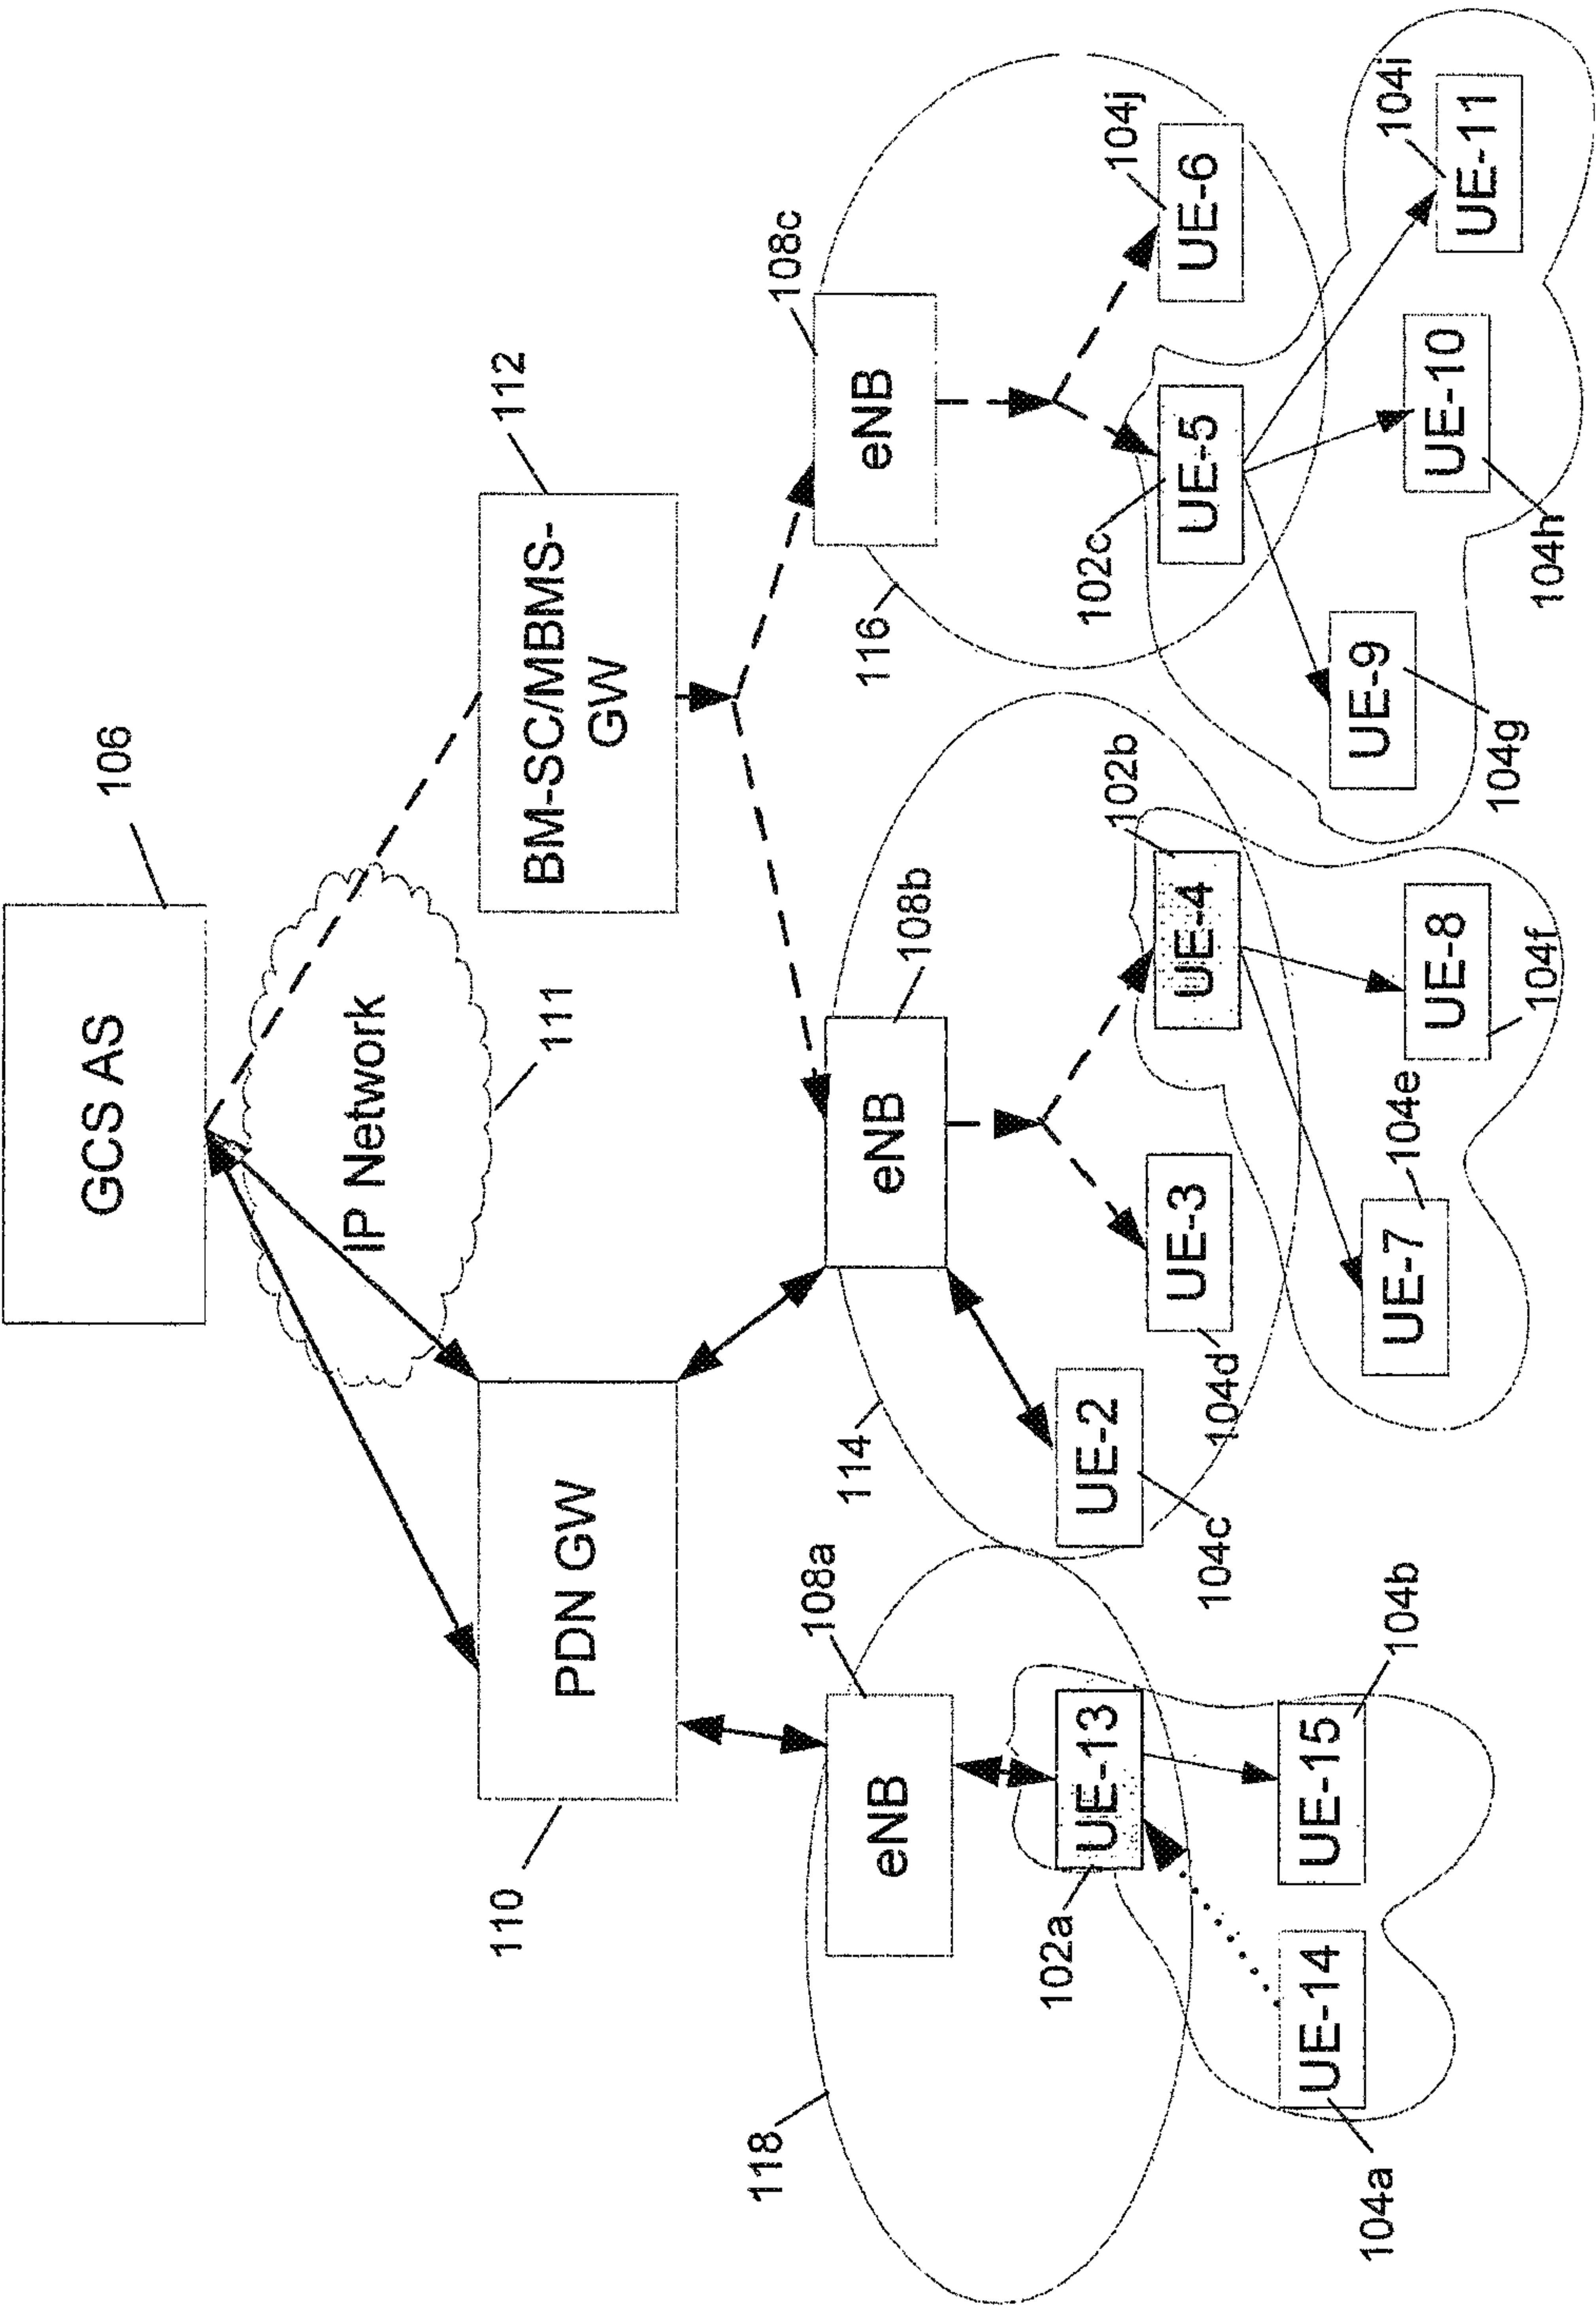 GCS AS
106
IP Network
111
PDN GW
110
BM-SC/MBMS-
GW
112
118
eNB
108a
114
eNB
108b
116
eNB
108c
UE-13
102a
UE-14
104a
UE-15
104b
UE-2
104c
UE-3
104d
UE-4
102b
UE-7
104e
UE-8
104f
UE-5
102c
UE-6
104j
UE-9
104g
UE-10
104h
UE-11
104i